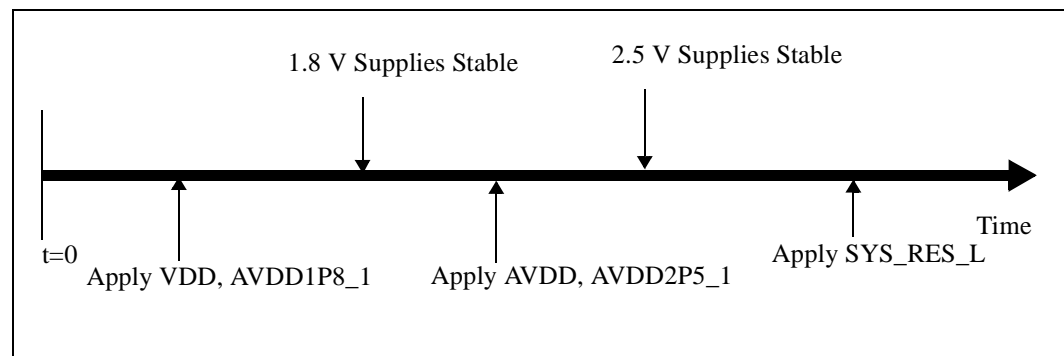 1.8 V Supplies Stable
2.5 V Supplies Stable
Time
t=0
Apply VDD, AVDD1P8_1
Apply AVDD, AVDD2P5_1
Apply SYS_RES_L